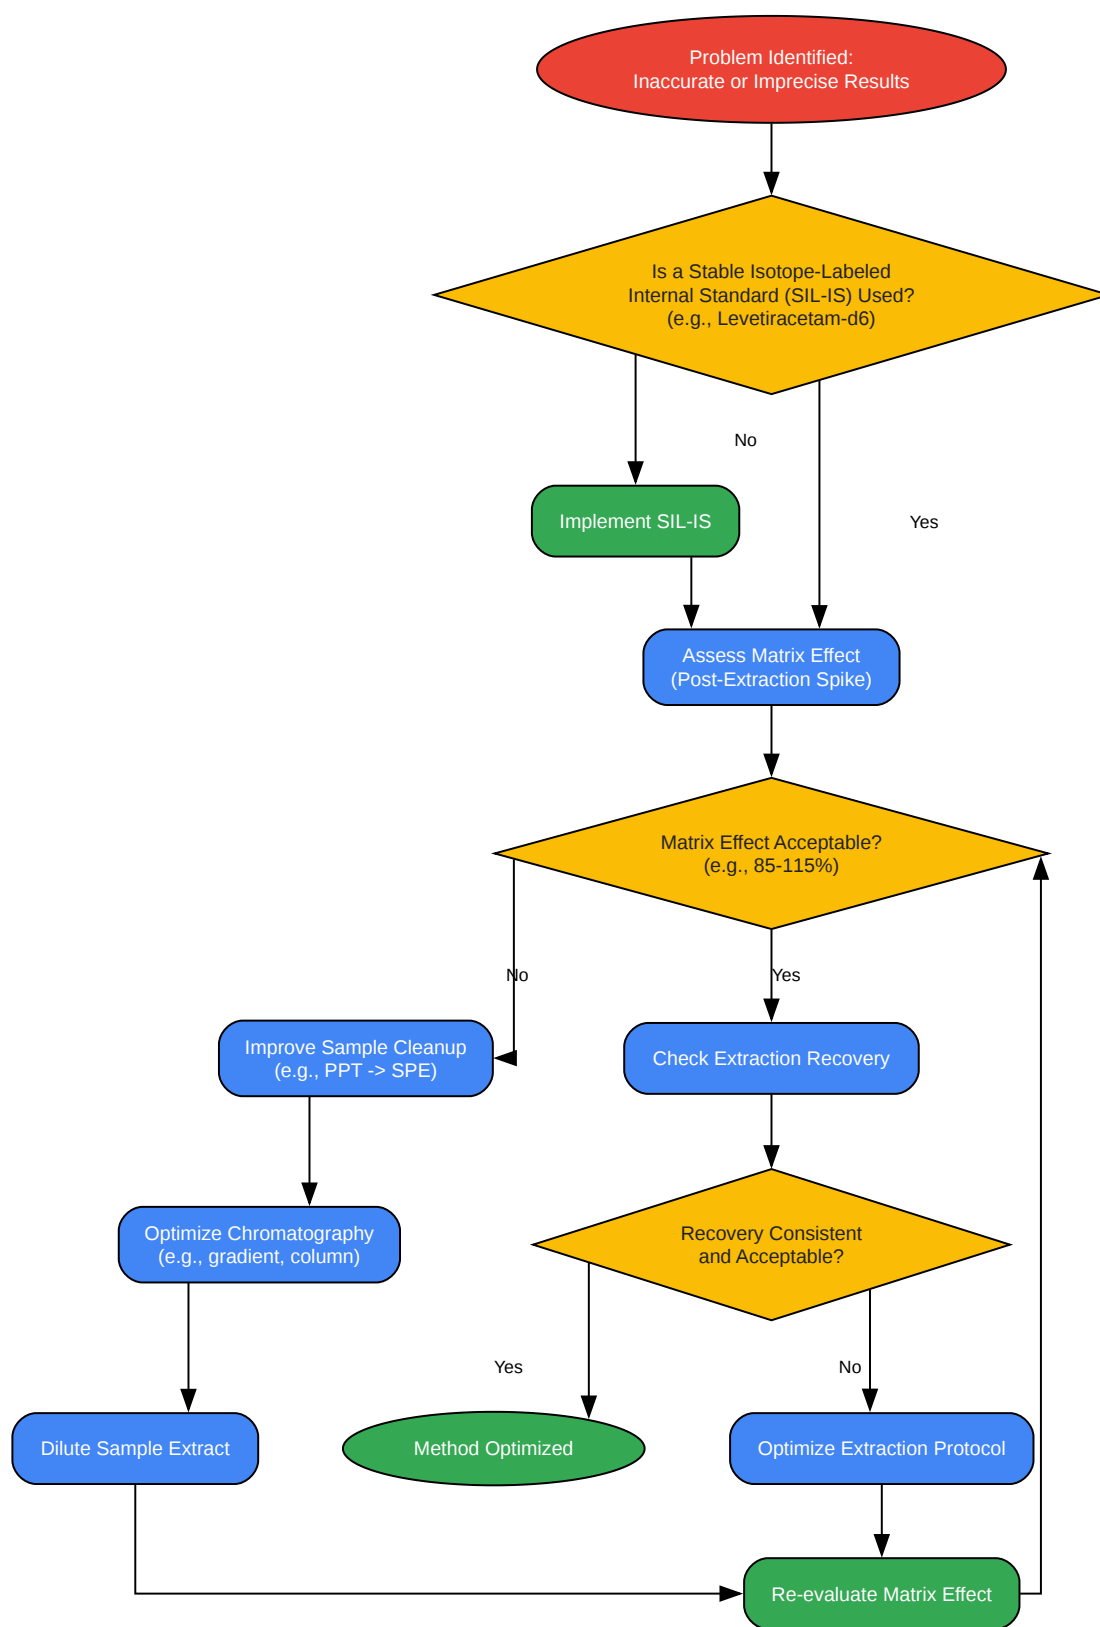 Problem Identified:
Inaccurate or Imprecise Results
Is a Stable Isotope-Labeled
Internal Standard (SIL-IS) Used?
(e.g., Levetiracetam-d6)
No
Implement SIL-IS
Yes
Assess Matrix Effect
(Post-Extraction Spike)
Matrix Effect Acceptable?
(e.g., 85-115%)
No
Yes
Improve Sample Cleanup
(e.g., PPT -> SPE)
Check Extraction Recovery
Optimize Chromatography
(e.g., gradient, column)
Recovery Consistent
and Acceptable?
Yes
No
Dilute Sample Extract
Method Optimized
Optimize Extraction Protocol
Re-evaluate Matrix Effect